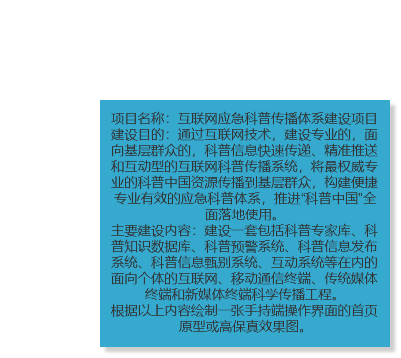 项目名称：互联网应急科普传播体系建设项目
建设目的：通过互联网技术，建设专业的，面
向基层群众的，科普信息快速传递、精准推送
和互动型的互联网科普传播系统，将最权威专
业的科普中国资源传播到基层群众，构建便捷
专业有效的应急科普体系，推进“科普中国”全
面落地使用。
主要建设内容：建设一套包括科普专家库、科
普知识数据库、科普预警系统、科普信息发布
系统、科普信息甄别系统、互动系统等在内的
面向个体的互联网、移动通信终端、传统媒体
终端和新媒体终端科学传播工程。
根据以上内容绘制一张手持端操作界面的首页
原型或高保真效果图。